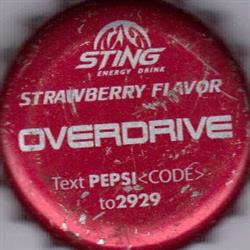 STING
ENERGY DRINK
STRAWBERRY FLAVOR
OVERDRIVE
Text PEPSI<CODE>
to2929